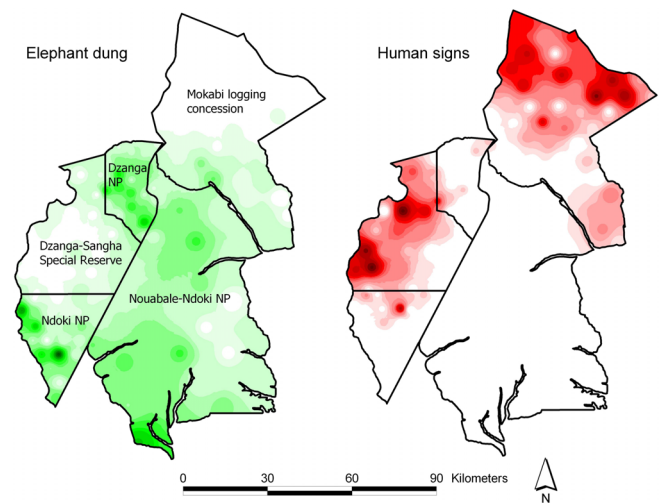 Elephant dung
Human signs
Mokabi logging
concession
Dzanga
NP
Dzanga-Sangha
Special Reserve
Nouabale-Ndoki NP
Ndoki NP
0 30 60 90 Kilometers
N